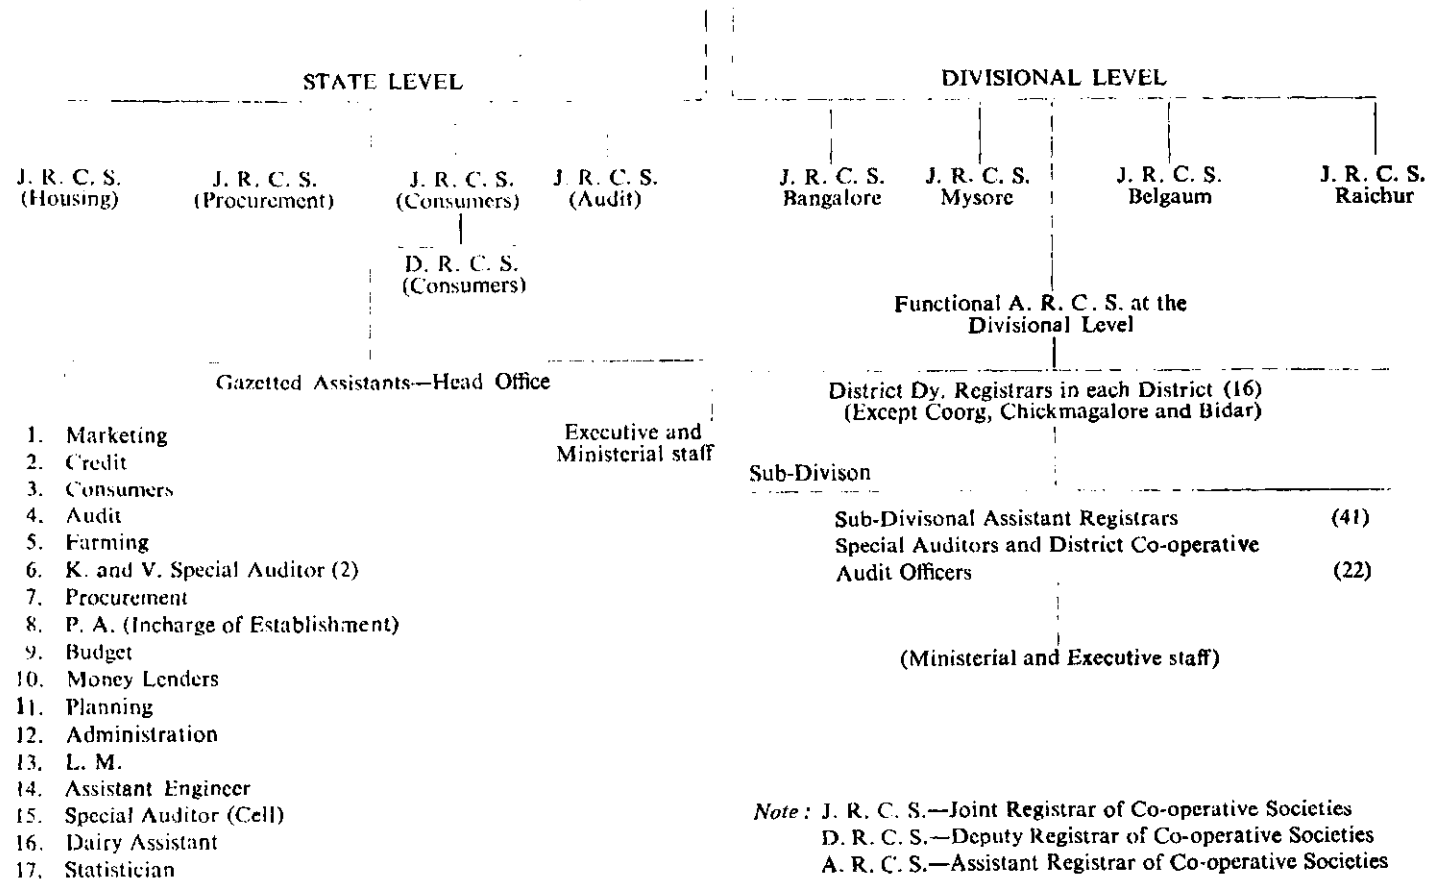 STATE LEVEL
J. R. C. S.
(Housing)
J. R. C. S.
(Procurement)
J. R. C. S.
(Consumers)
J. R. C. S.
(Audit)
D. R. C. S.
(Consumers)
Gazetted Assistants—Head Office
1. Marketing
2. Credit
3. Consumers
4. Audit
5. Farming
6. K. and V. Special Auditor (2)
7. Procurement
8. P. A. (Incharge of Establishment)
9. Budget
10. Money Lenders
11. Planning
12. Administration
13. L. M.
14. Assistant Engineer
15. Special Auditor (Cell)
16. Dairy Assistant
17. Statistician
Executive and
Ministerial staff
DIVISIONAL LEVEL
J. R. C. S.
Bangalore
J. R. C. S.
Mysore
J. R. C. S.
Belgaum
J. R. C. S.
Raichur
Functional A. R. C. S. at the
Divisional Level
District Dy. Registrars in each District (16)
(Except Coorg, Chickmagalore and Bidar)
Sub-Divison
Sub-Divisonal Assistant Registrars (41)
Special Auditors and District Co-operative
Audit Officers (22)
(Ministerial and Executive staff)
Note : J. R. C. S.—Joint Registrar of Co-operative Societies
D. R. C. S.—Deputy Registrar of Co-operative Societies
A. R. C. S.—Assistant Registrar of Co-operative Societies